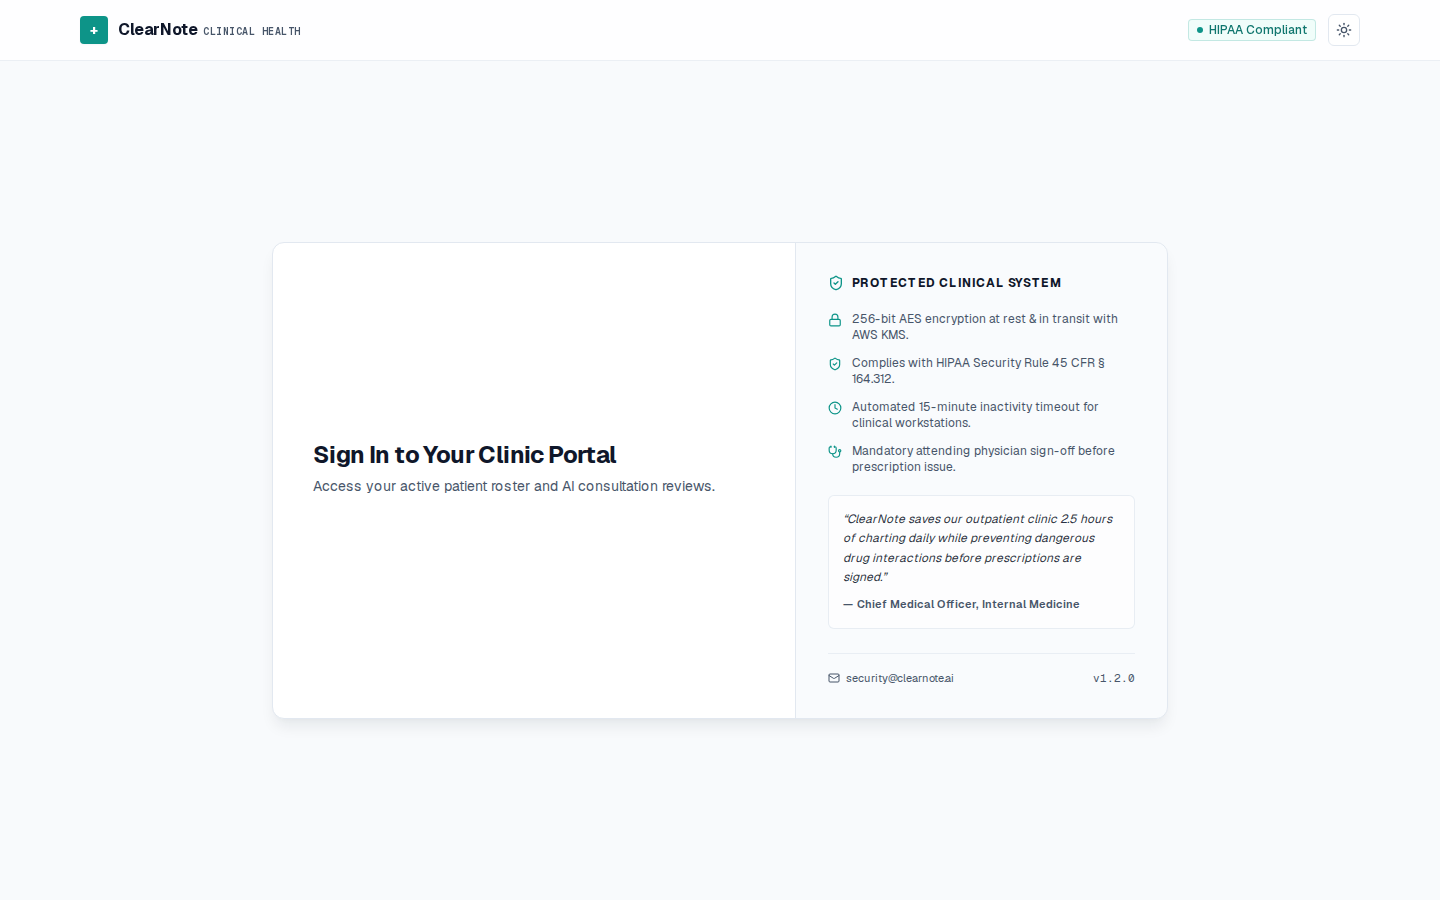 + ClearNote CLINICAL HEALTH
HIPAA Compliant
Sign In to Your Clinic Portal
Access your active patient roster and AI consultation reviews.
PROTECTED CLINICAL SYSTEM
256-bit AES encryption at rest & in transit with
AWS KMS.
Complies with HIPAA Security Rule 45 CFR §
164.312.
Automated 15-minute inactivity timeout for
clinical workstations.
Mandatory attending physician sign-off before
prescription issue.
“ClearNote saves our outpatient clinic 2.5 hours
of charting daily while preventing dangerous
drug interactions before prescriptions are
signed.”
— Chief Medical Officer, Internal Medicine
security@clearnote.ai
v1.2.0